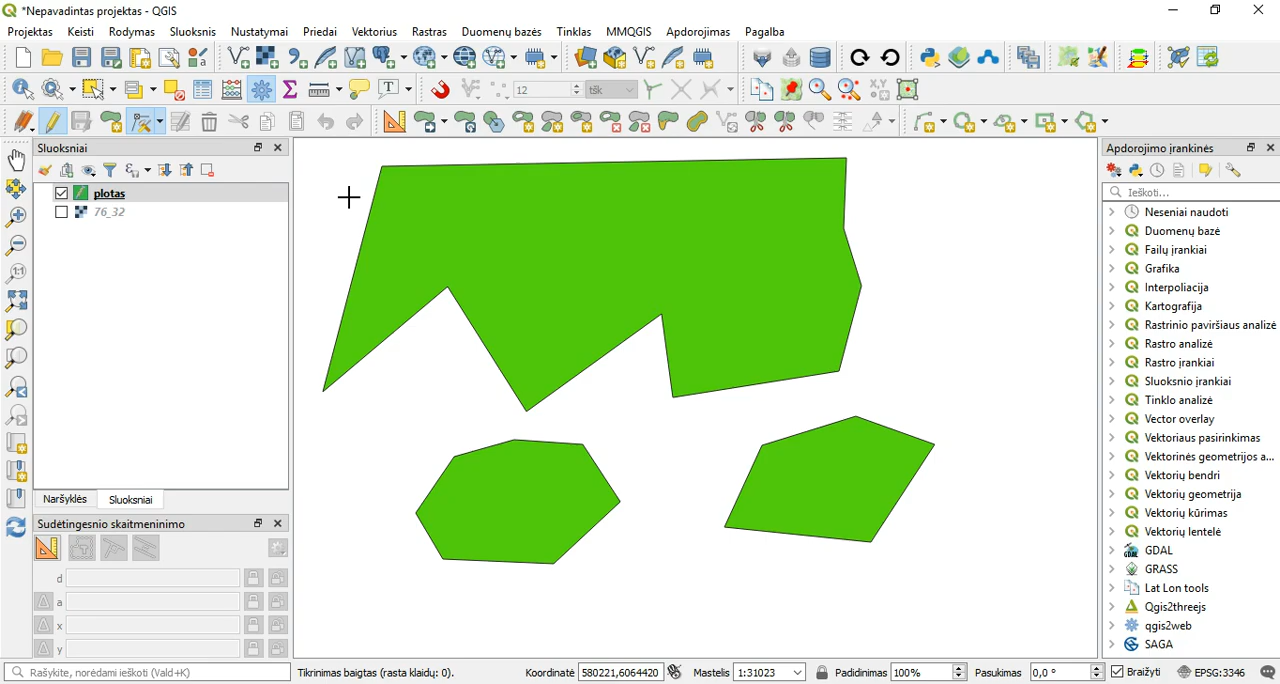 *Nepavadintas projektas - QGIS
Projektas Keisti Rodymas Sluoksnis Nustatymai Priedai Vektorius Rastras Duomenų bazės Tinklas MMQGIS Apdorojimas Pagalba
12 tšk
Sluoksniai
plotas
76_32
Naršyklės Sluoksniai
Sudėtingesnio skaitmeninimo
d
a
x
y
Apdorojimo įrankinės
Ieškoti...
Neseniai naudoti
Duomenų bazė
Failų įrankiai
Grafika
Interpoliacija
Kartografija
Rastrinio paviršiaus analizė
Rastro analizė
Rastro įrankiai
Sluoksnio įrankiai
Tinklo analizė
Vector overlay
Vektoriaus pasirinkimas
Vektorinės geometrijos a...
Vektorių bendri
Vektorių geometrija
Vektorių kūrimas
Vektorių lentelė
GDAL
GRASS
Lat Lon tools
Qgis2threejs
qgis2web
SAGA
Rašykite, norėdami ieškoti (Vald+K) Tikrinimas baigtas (rasta klaidų: 0). Koordinatė 580221,6064420 Mastelis 1:31023 Padidinimas 100% Pasukimas 0,0 ° Braižyti EPSG:3346